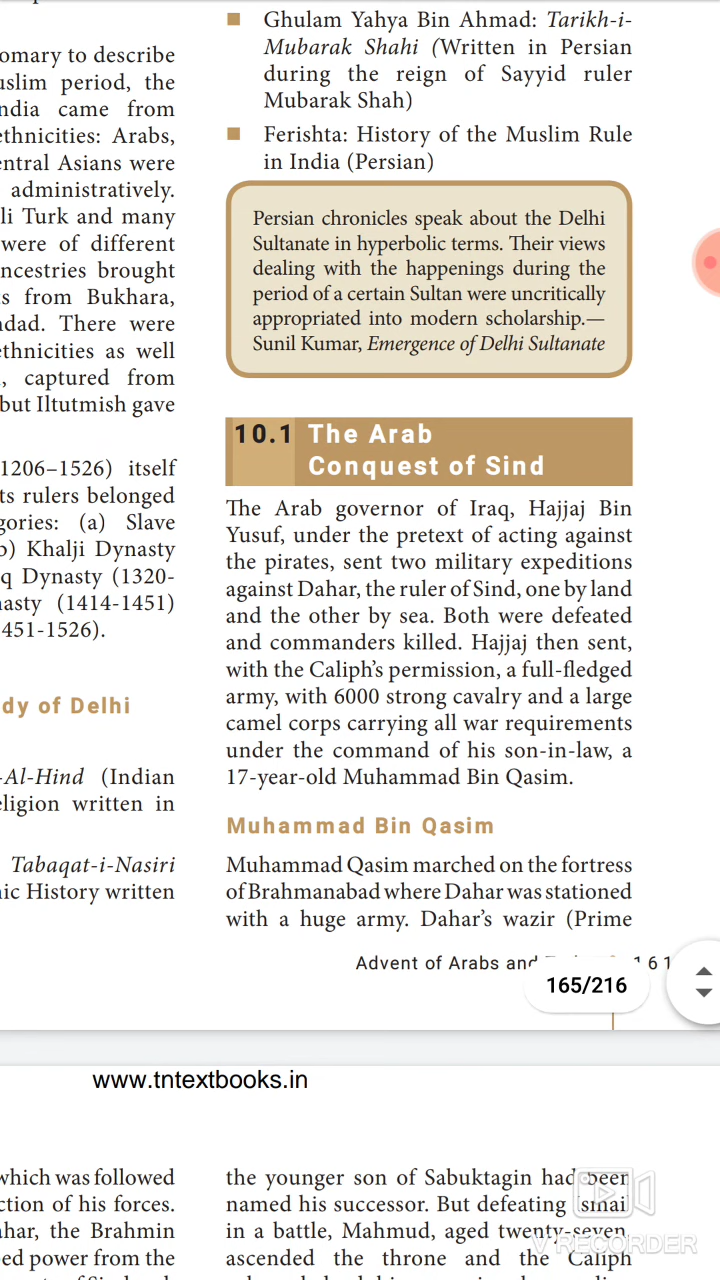 omary to describe
uslim period, the
ndia came from
ethnicities: Arabs,
entral Asians were
administratively.
li Turk and many
were of different
ncestries brought
s from Bukhara,
dad. There were
ethnicities as well
, captured from
but Iltutmish gave
1206–1526) itself
ts rulers belonged
gories: (a) Slave
b) Khalji Dynasty
q Dynasty (1320-
nasty (1414-1451)
451-1526).
dy of Delhi
-Al-Hind (Indian
eligion written in
Tabaqat-i-Nasiri
ic History written
■ Ghulam Yahya Bin Ahmad: Tarikh-i-
Mubarak Shahi (Written in Persian
during the reign of Sayyid ruler
Mubarak Shah)
■ Ferishta: History of the Muslim Rule
in India (Persian)
Persian chronicles speak about the Delhi
Sultanate in hyperbolic terms. Their views
dealing with the happenings during the
period of a certain Sultan were uncritically
appropriated into modern scholarship.—
Sunil Kumar, Emergence of Delhi Sultanate
10.1 The Arab
Conquest of Sind
The Arab governor of Iraq, Hajjaj Bin
Yusuf, under the pretext of acting against
the pirates, sent two military expeditions
against Dahar, the ruler of Sind, one by land
and the other by sea. Both were defeated
and commanders killed. Hajjaj then sent,
with the Caliph's permission, a full-fledged
army, with 6000 strong cavalry and a large
camel corps carrying all war requirements
under the command of his son-in-law, a
17-year-old Muhammad Bin Qasim.
Muhammad Bin Qasim
Muhammad Qasim marched on the fortress
of Brahmanabad where Dahar was stationed
with a huge army. Dahar's wazir (Prime
Advent of Arabs and 161
165/216
www.tntextbooks.in
which was followed
ction of his forces.
ahar, the Brahmin
ed power from the
the younger son of Sabuktagin had been
named his successor. But defeating Ismail
in a battle, Mahmud, aged twenty-seven,
ascended the throne and the Caliph
V RECORDER